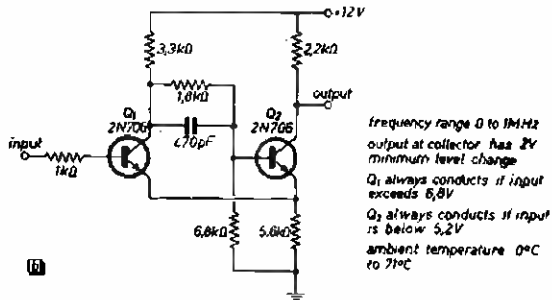 +12V
3,3kΩ
2,2kΩ
1,8kΩ
output
Q1
2N706
470pF
Q2
2N706
input
1kΩ
6,8kΩ
5,6kΩ
b
frequency range 0 to 1MHz
output at collector has 2V
minimum level change
Q1 always conducts if input
exceeds 6,8V
Q2 always conducts if input
is below 5,2V
ambient temperature 0°C
to 71°C